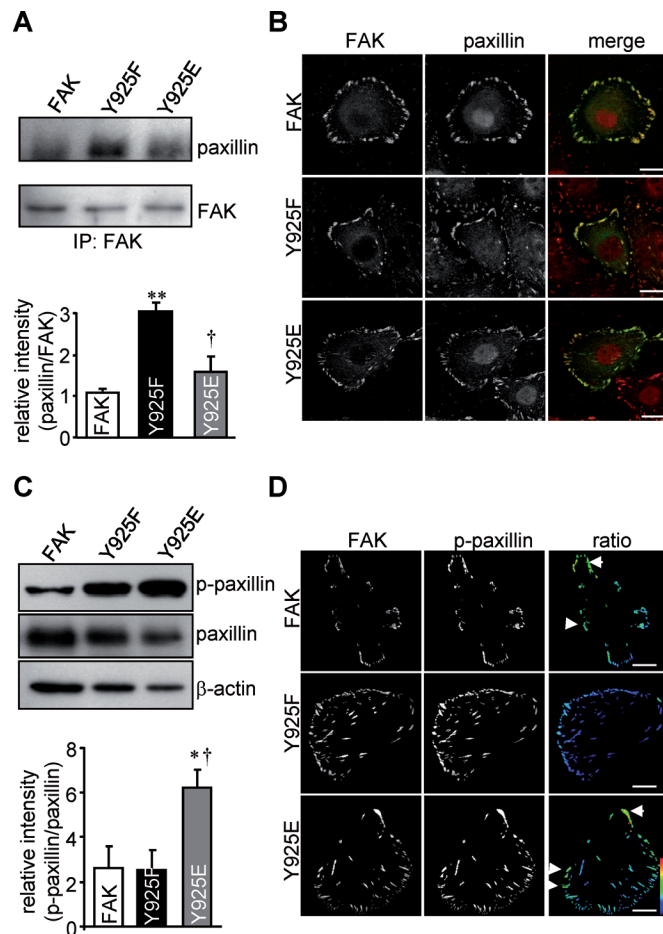 A
FAK Y925F Y925E
paxillin
FAK
IP: FAK
relative intensity
(paxillin/FAK)
3
2
1
0
**
†
FAK
Y925F
Y925E
B
FAK paxillin merge
FAK
Y925F
Y925E
C
FAK Y925F Y925E
p-paxillin
paxillin
β-actin
relative intensity
(p-paxillin/paxillin)
8
6
4
2
0
* †
FAK
Y925F
Y925E
D
FAK p-paxillin ratio
FAK
Y925F
Y925E